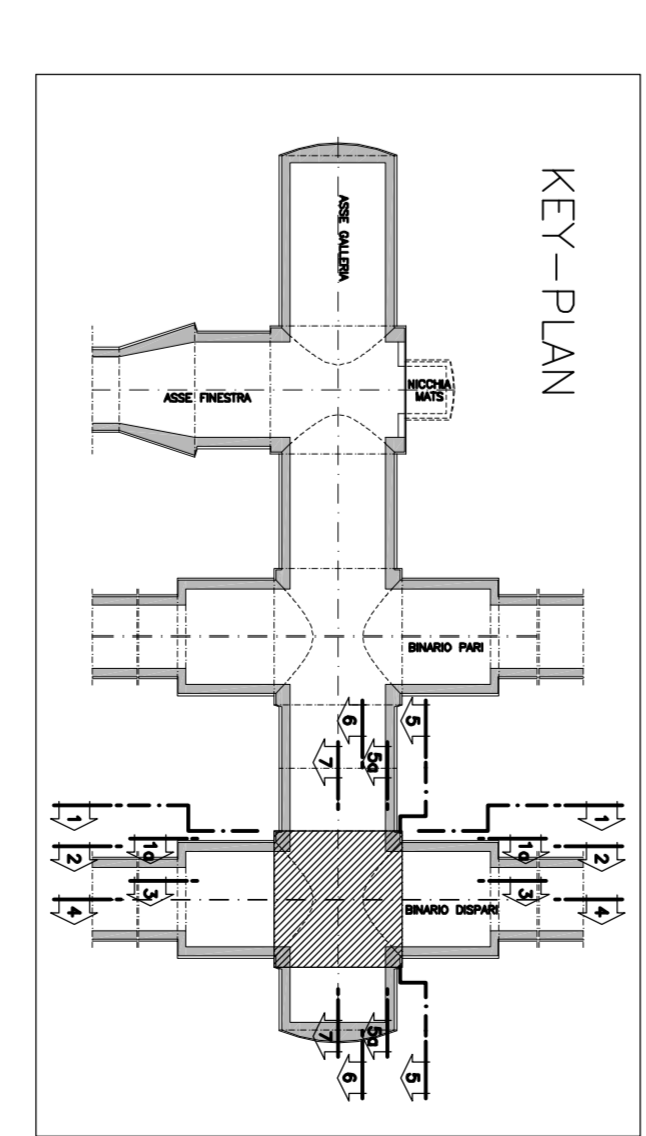 KEY-PLAN
ASSE GALLERIA
ASSE FINESTRA
NICCHIA
MATS
BINARIO PARI
6
5
7
5a
1
1
1a
1a
2
2
3
3
4
4
BINARIO DISPARI
7
5a
6
5